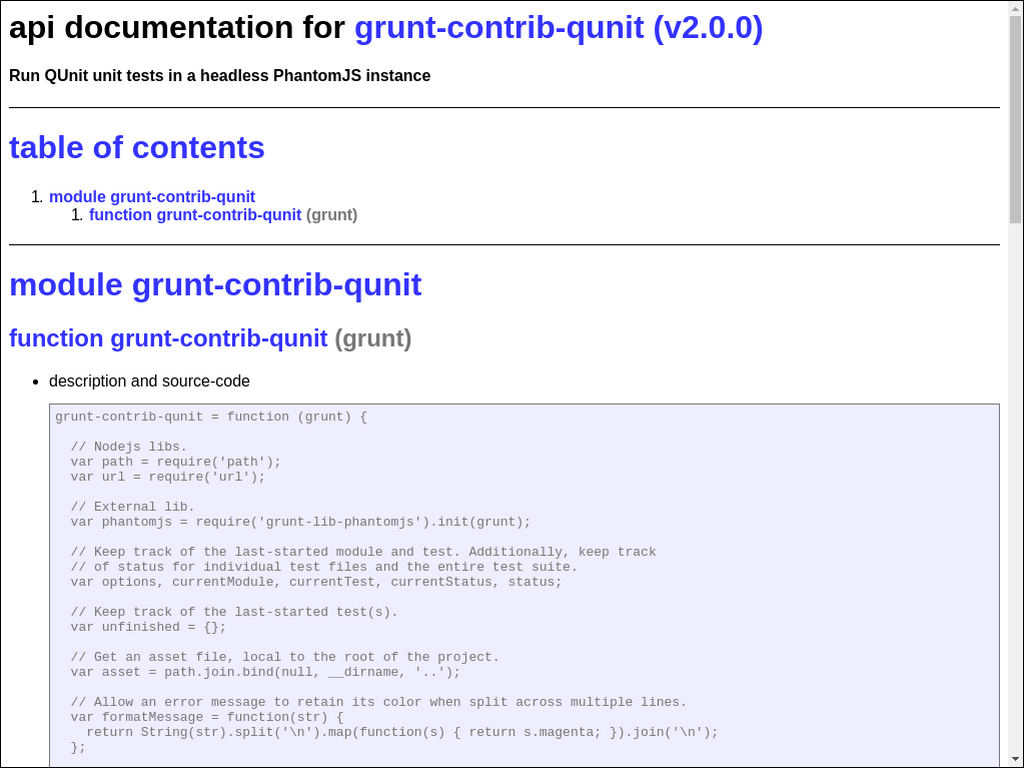 api documentation for grunt-contrib-qunit (v2.0.0)
Run QUnit unit tests in a headless PhantomJS instance
table of contents
1. module grunt-contrib-qunit
1. function grunt-contrib-qunit (grunt)
module grunt-contrib-qunit
function grunt-contrib-qunit (grunt)
• description and source-code
grunt-contrib-qunit = function (grunt) {

  // Nodejs libs.
  var path = require('path');
  var url = require('url');

  // External lib.
  var phantomjs = require('grunt-lib-phantomjs').init(grunt);

  // Keep track of the last-started module and test. Additionally, keep track
  // of status for individual test files and the entire test suite.
  var options, currentModule, currentTest, currentStatus, status;

  // Keep track of the last-started test(s).
  var unfinished = {};

  // Get an asset file, local to the root of the project.
  var asset = path.join.bind(null, __dirname, '..');

  // Allow an error message to retain its color when split across multiple lines.
  var formatMessage = function(str) {
    return String(str).split('\n').map(function(s) { return s.magenta; }).join('\n');
  };